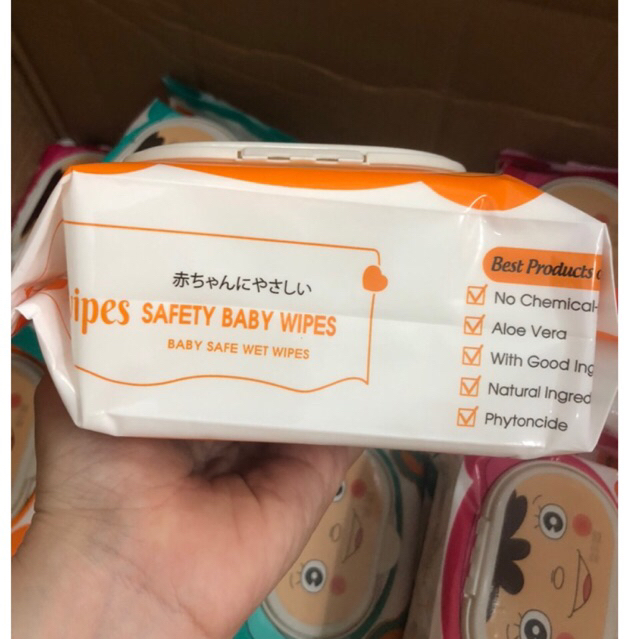 赤ちゃんにやさしい
ipes SAFETY BABY WIPES
BABY SAFE WET WIPES
Best Products
No Chemical-
Aloe Vera
With Good Ing
Natural Ingred
Phytoncide